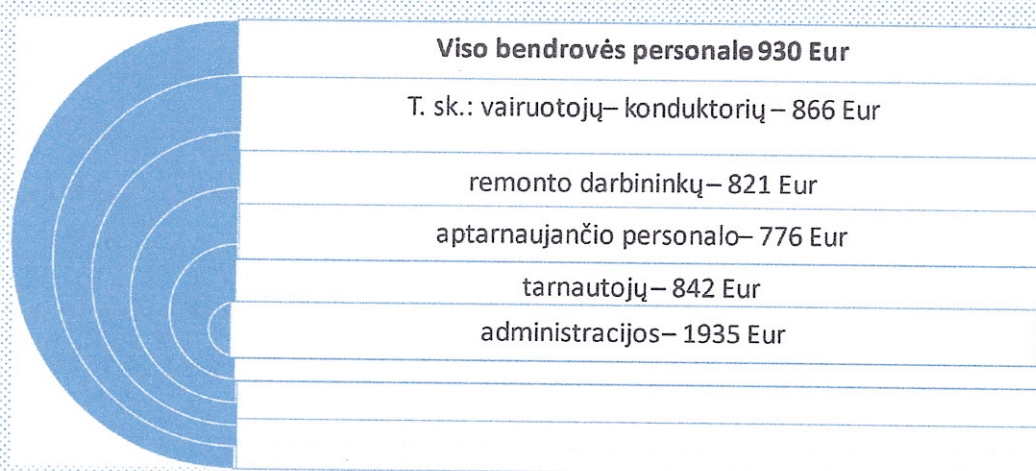 Viso bendrovės personalo 930 Eur
T. sk.: vairuotojų– konduktorių – 866 Eur
remonto darbininkų – 821 Eur
aptarnaujančio personalo– 776 Eur
tarnautojų – 842 Eur
administracijos– 1935 Eur